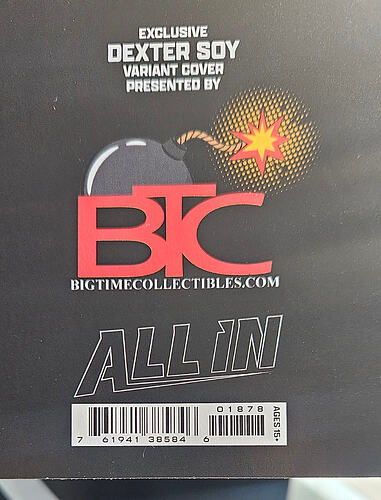 EXCLUSIVE
DEXTER SOY
VARIANT COVER
PRESENTED BY
BTC
BIGTIMECOLLECTIBLES.COM
ALL IN
01878
AGES 15+
7 61941 38584 6